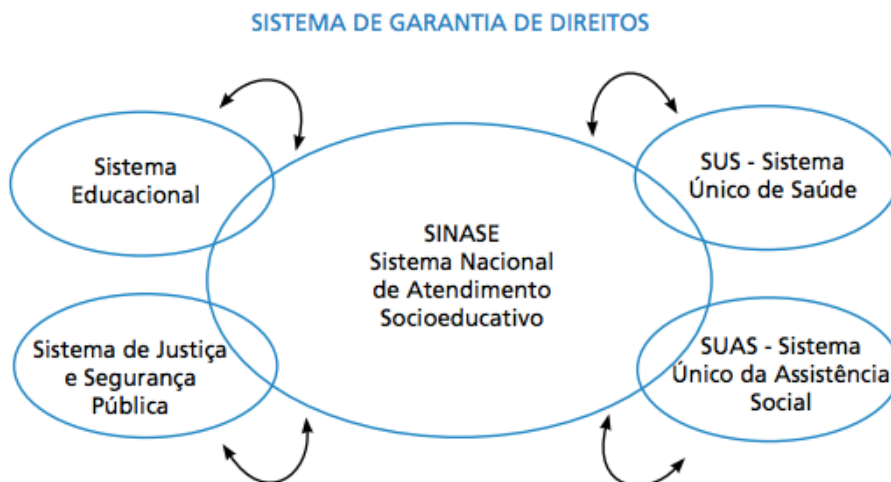 SISTEMA DE GARANTIA DE DIREITOS
Sistema
Educacional
SUS - Sistema
Único de Saúde
SINASE
Sistema Nacional
de Atendimento
Socioeducativo
Sistema de Justiça
e Segurança
Pública
SUAS - Sistema
Único da Assistência
Social